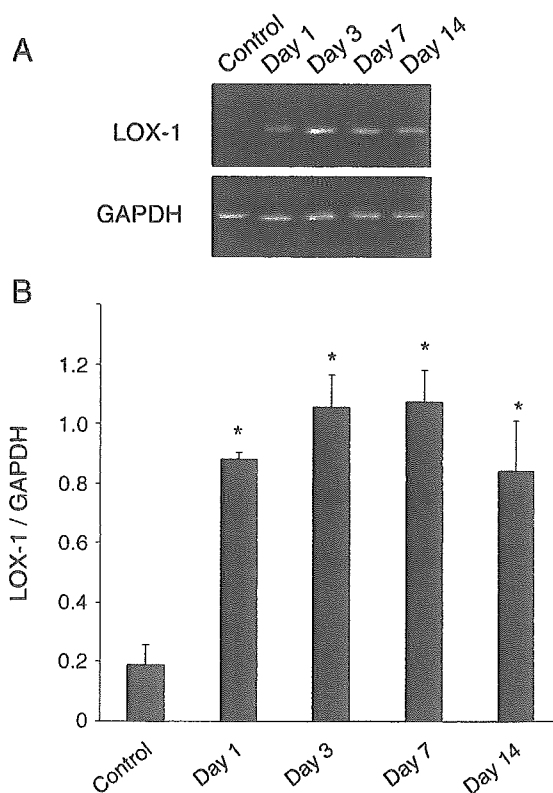 A
Control Day 1 Day 3 Day 7 Day 14
LOX-1
GAPDH
B
LOX-1 / GAPDH
1.2
1.0
0.8
0.6
0.4
0.2
0
*
*
*
*
Control Day 1 Day 3 Day 7 Day 14